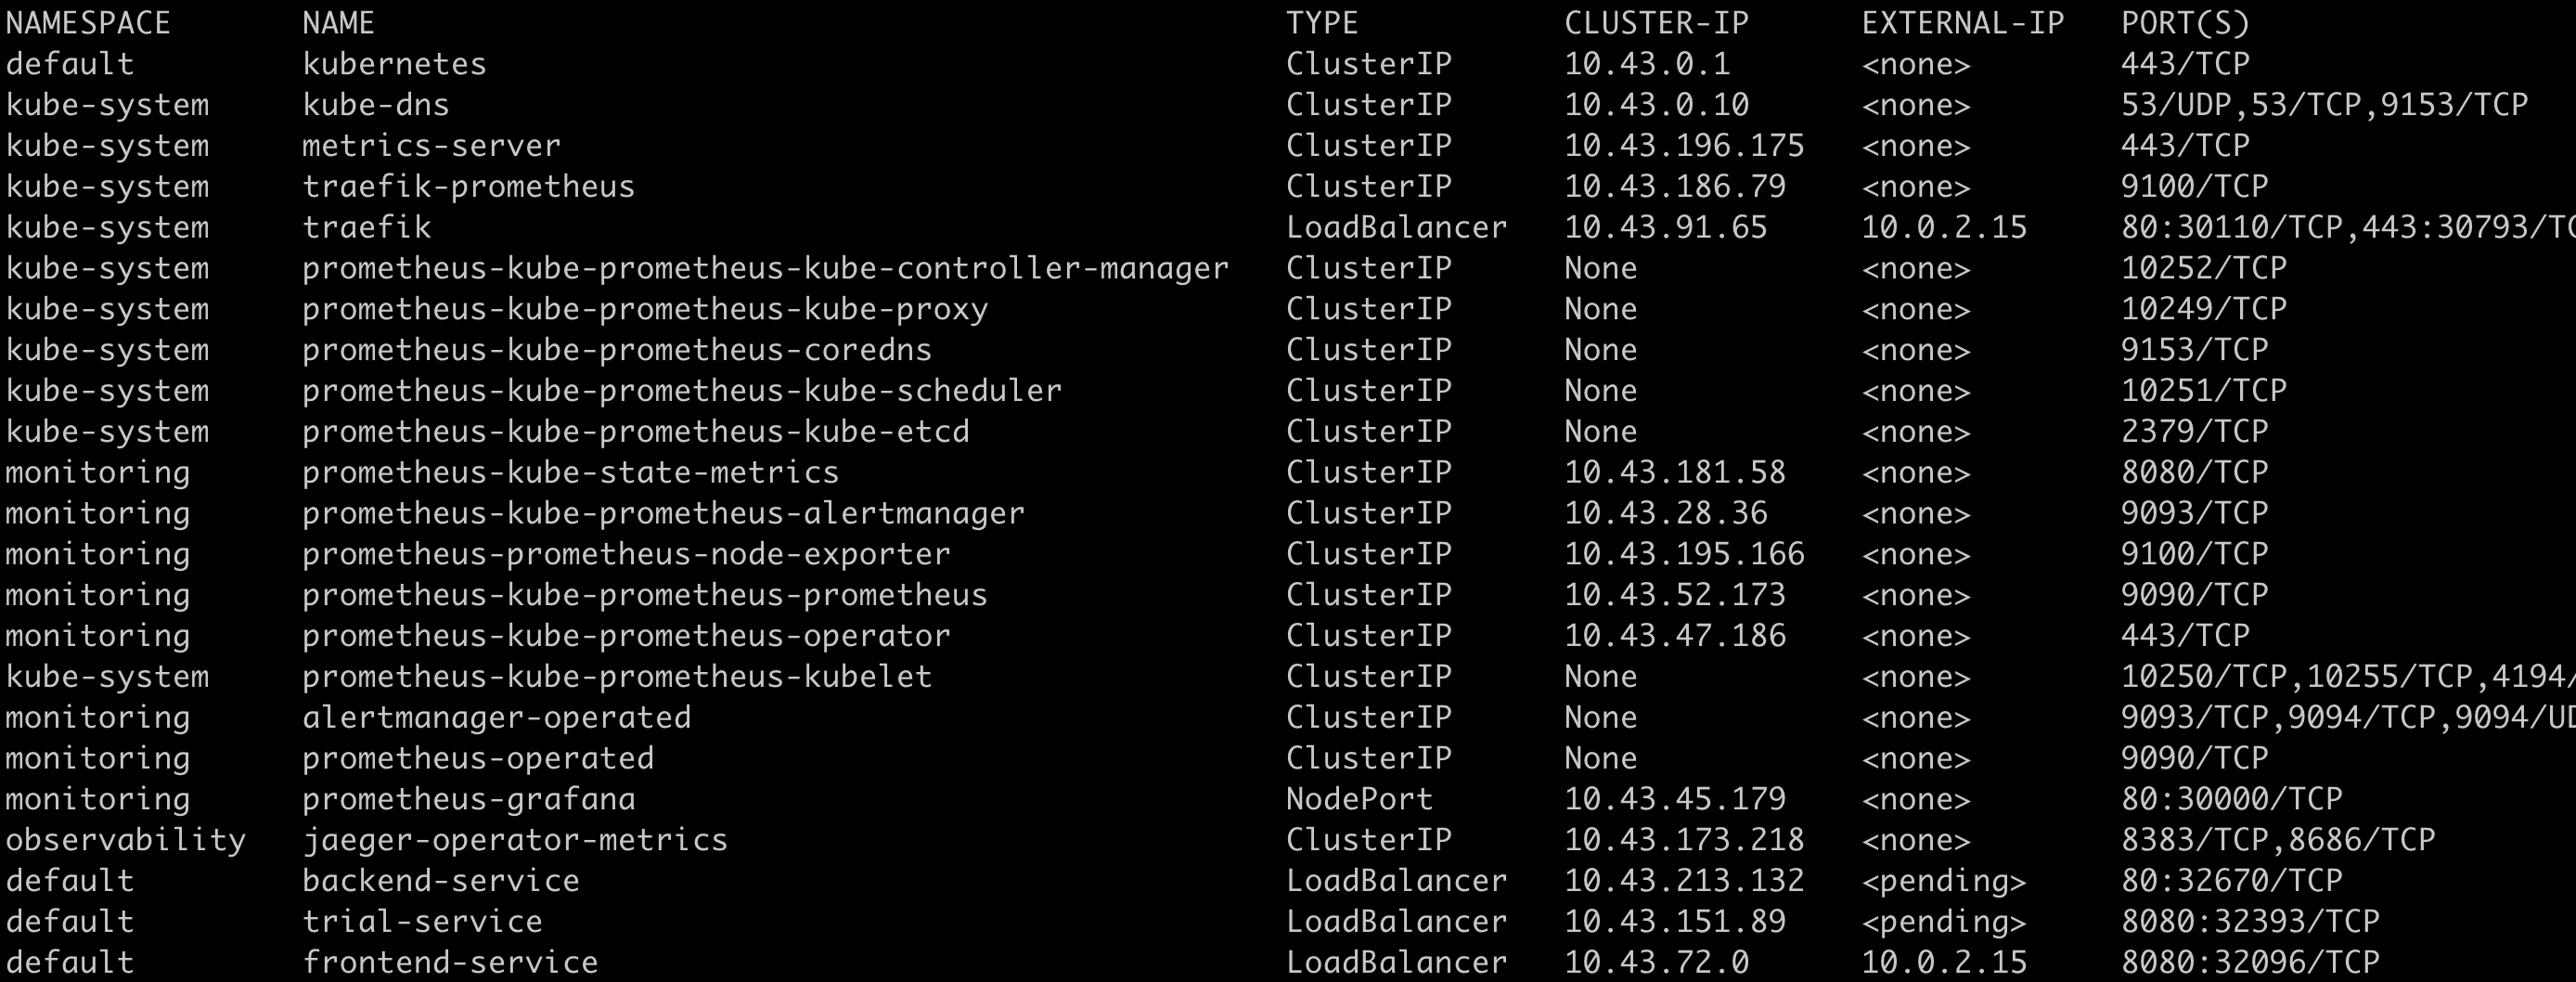 NAMESPACE       NAME                                                 TYPE           CLUSTER-IP      EXTERNAL-IP   PORT(S)
default         kubernetes                                           ClusterIP      10.43.0.1       <none>        443/TCP
kube-system     kube-dns                                             ClusterIP      10.43.0.10      <none>        53/UDP,53/TCP,9153/TCP
kube-system     metrics-server                                       ClusterIP      10.43.196.175   <none>        443/TCP
kube-system     traefik-prometheus                                   ClusterIP      10.43.186.79    <none>        9100/TCP
kube-system     traefik                                              LoadBalancer   10.43.91.65     10.0.2.15     80:30110/TCP,443:30793/TC
kube-system     prometheus-kube-prometheus-kube-controller-manager   ClusterIP      None            <none>        10252/TCP
kube-system     prometheus-kube-prometheus-kube-proxy                ClusterIP      None            <none>        10249/TCP
kube-system     prometheus-kube-prometheus-coredns                   ClusterIP      None            <none>        9153/TCP
kube-system     prometheus-kube-prometheus-kube-scheduler            ClusterIP      None            <none>        10251/TCP
kube-system     prometheus-kube-prometheus-kube-etcd                 ClusterIP      None            <none>        2379/TCP
monitoring      prometheus-kube-state-metrics                        ClusterIP      10.43.181.58    <none>        8080/TCP
monitoring      prometheus-kube-prometheus-alertmanager              ClusterIP      10.43.28.36     <none>        9093/TCP
monitoring      prometheus-prometheus-node-exporter                  ClusterIP      10.43.195.166   <none>        9100/TCP
monitoring      prometheus-kube-prometheus-prometheus                ClusterIP      10.43.52.173    <none>        9090/TCP
monitoring      prometheus-kube-prometheus-operator                  ClusterIP      10.43.47.186    <none>        443/TCP
kube-system     prometheus-kube-prometheus-kubelet                   ClusterIP      None            <none>        10250/TCP,10255/TCP,4194/
monitoring      alertmanager-operated                                ClusterIP      None            <none>        9093/TCP,9094/TCP,9094/UD
monitoring      prometheus-operated                                  ClusterIP      None            <none>        9090/TCP
monitoring      prometheus-grafana                                   NodePort       10.43.45.179    <none>        80:30000/TCP
observability   jaeger-operator-metrics                              ClusterIP      10.43.173.218   <none>        8383/TCP,8686/TCP
default         backend-service                                      LoadBalancer   10.43.213.132   <pending>     80:32670/TCP
default         trial-service                                        LoadBalancer   10.43.151.89    <pending>     8080:32393/TCP
default         frontend-service                                     LoadBalancer   10.43.72.0      10.0.2.15     8080:32096/TCP